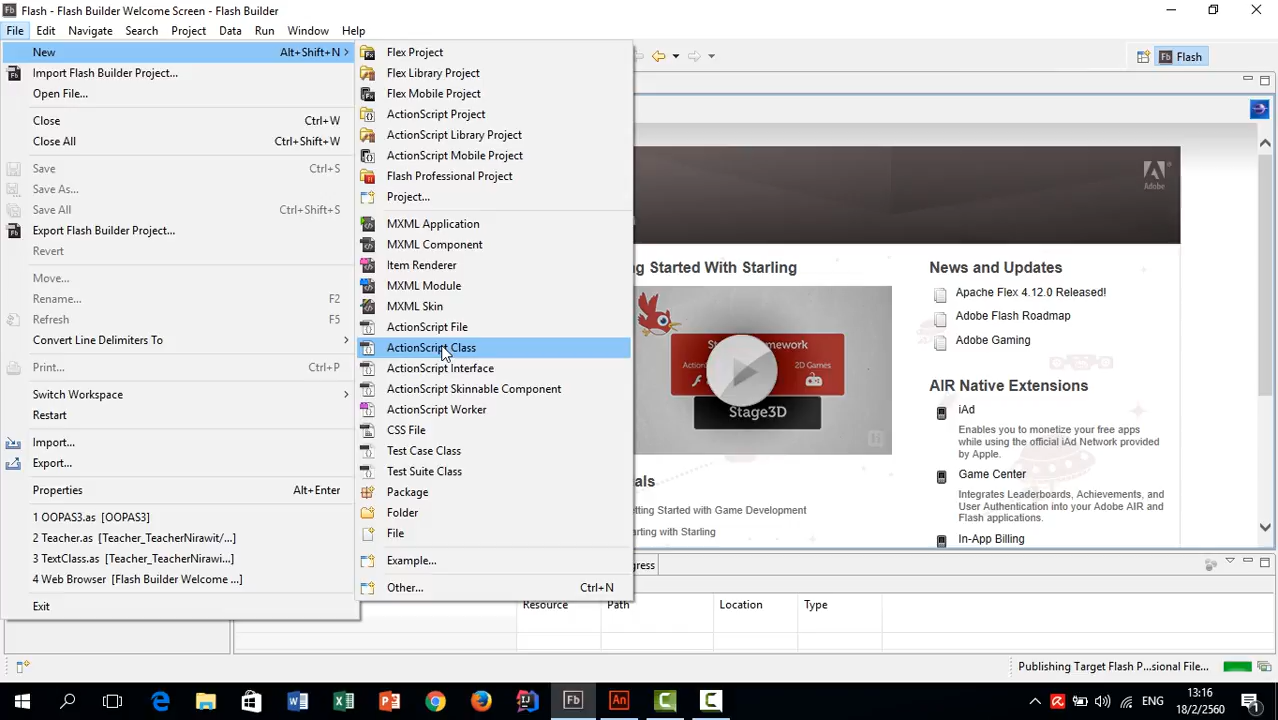 Flash - Flash Builder Welcome Screen - Flash Builder
File Edit Navigate Search Project Data Run Window Help
New Alt+Shift+N
Import Flash Builder Project...
Open File...
Close Ctrl+W
Close All Ctrl+Shift+W
Save Ctrl+S
Save As...
Save All Ctrl+Shift+S
Export Flash Builder Project...
Revert
Move...
Rename... F2
Refresh F5
Convert Line Delimiters To
Print... Ctrl+P
Switch Workspace
Restart
Import...
Export...
Properties Alt+Enter
1 OOPAS3.as [OOPAS3]
2 Teacher.as [Teacher_TeacherNirawit/...]
3 TextClass.as [Teacher_TeacherNirawi...]
4 Web Browser [Flash Builder Welcome ...]
Exit
Flex Project
Flex Library Project
Flex Mobile Project
ActionScript Project
ActionScript Library Project
ActionScript Mobile Project
Flash Professional Project
Project...
MXML Application
MXML Component
Item Renderer
MXML Module
MXML Skin
ActionScript File
ActionScript Class
ActionScript Interface
ActionScript Skinnable Component
ActionScript Worker
CSS File
Test Case Class
Test Suite Class
Package
Folder
File
Example...
Other... Ctrl+N
Flash
Adobe
g Started With Starling
2D Games
Stage3D
als
etting Started with Game Development
arting with Starling
News and Updates
Apache Flex 4.12.0 Released!
Adobe Flash Roadmap
Adobe Gaming
AIR Native Extensions
iAd
Enables you to monetize your free apps
while using the official iAd Network provided
by Apple.
Game Center
Integrates Leaderboards, Achievements, and
User Authentication into your Adobe AIR and
Flash applications.
In-App Billing
gress
Resource Path Location Type
Publishing Target Flash P...sional File...
ENG
13:16
18/2/2560